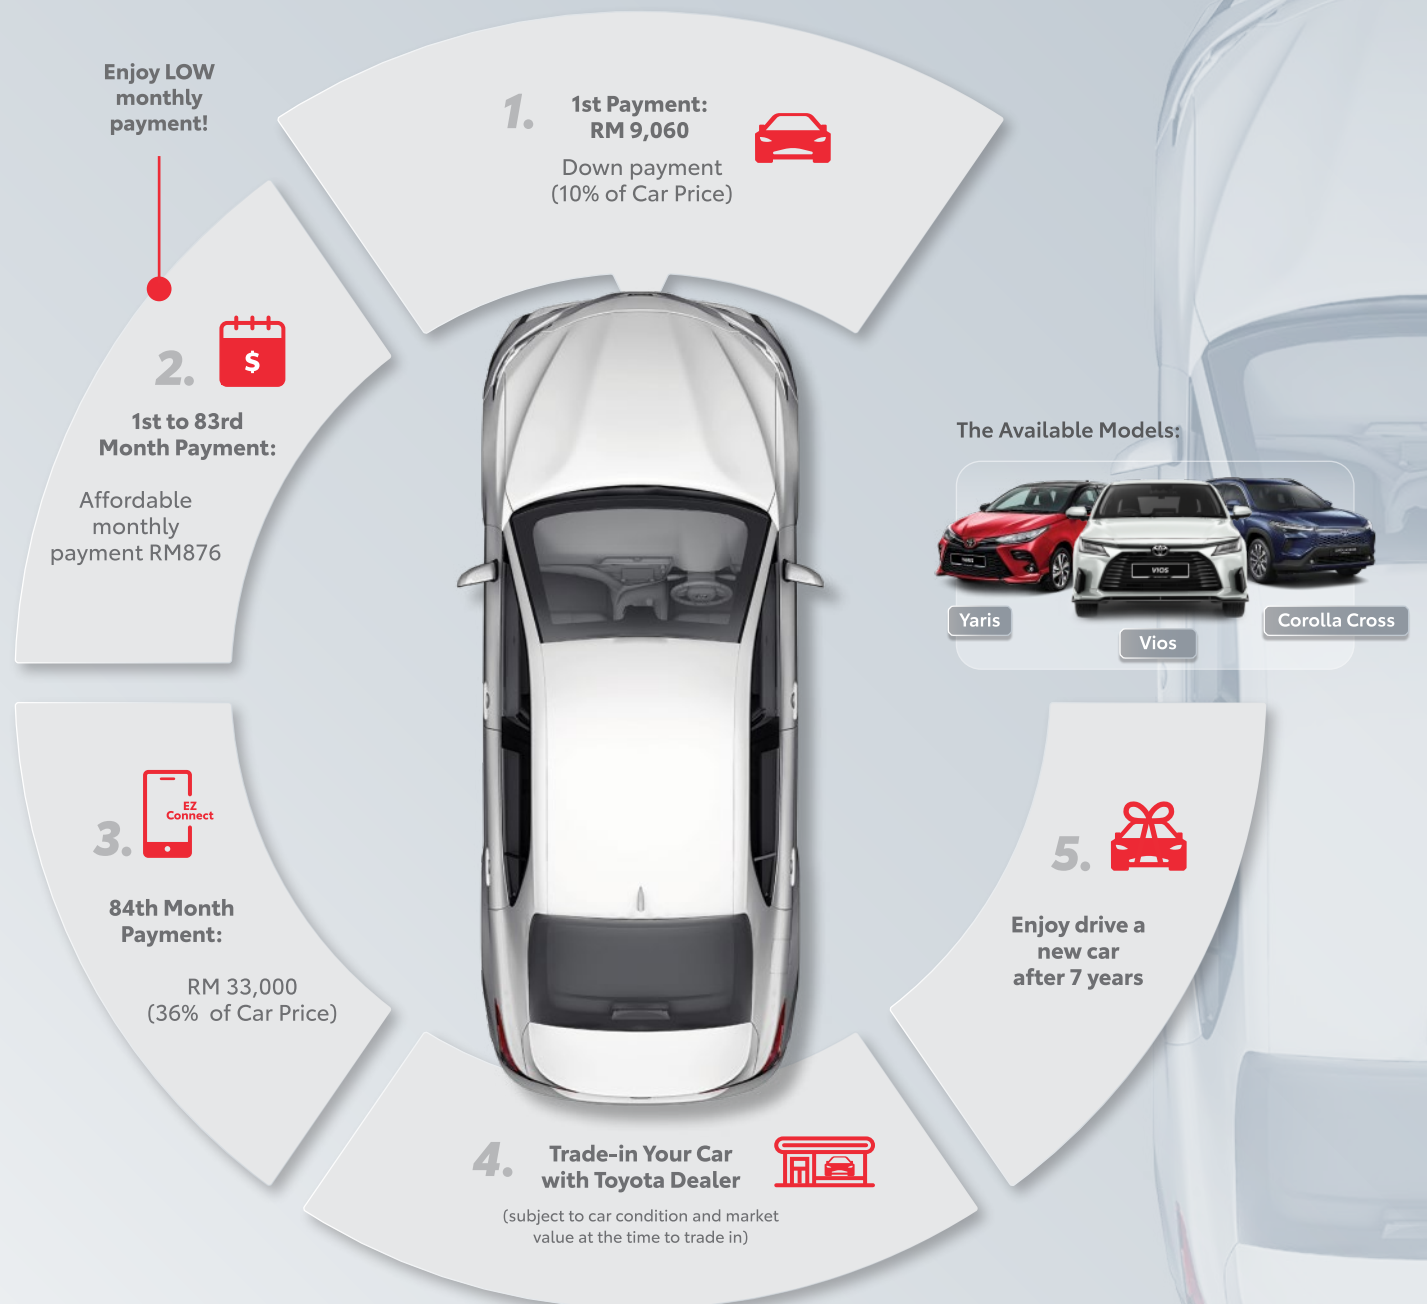 Enjoy LOW
monthly
payment!
1.
1st Payment:
RM 9,060
Down payment
(10% of Car Price)
2.
$
1st to 83rd
Month Payment:
Affordable
monthly
payment RM876
The Available Models:
YARIS
VIOS
Yaris
Vios
Corolla Cross
3.
EZ
Connect
84th Month
Payment:
RM 33,000
(36% of Car Price)
4.
Trade-in Your Car
with Toyota Dealer
(subject to car condition and market
value at the time to trade in)
5.
Enjoy drive a
new car
after 7 years